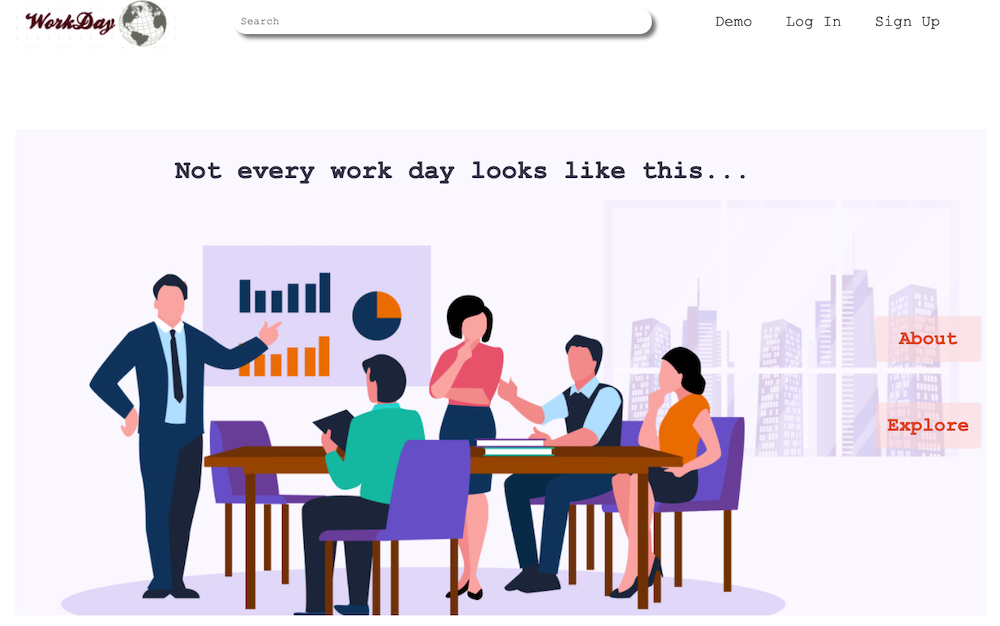 WorkDay
Search
Demo
Log In
Sign Up
Not every work day looks like this...
About
Explore